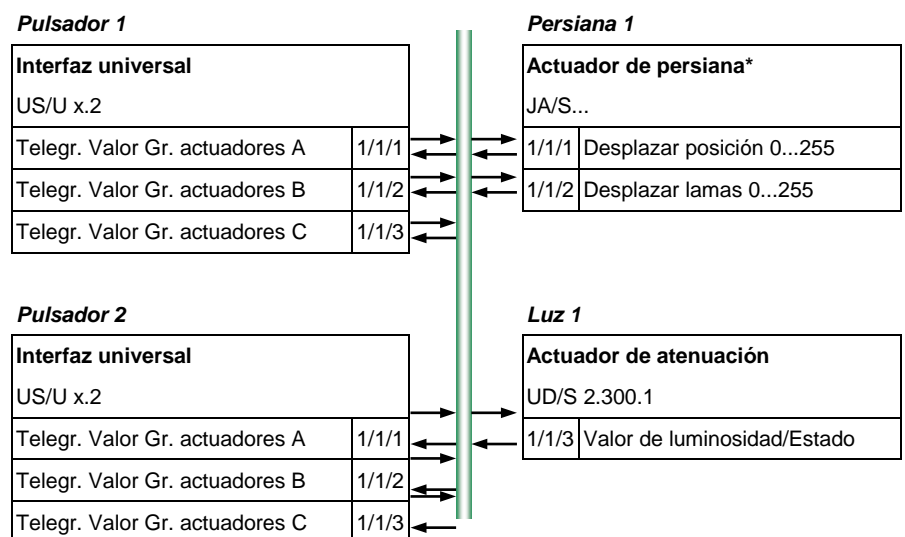 Pulsador 1
Interfaz universal
US/U x.2
Telegr. Valor Gr. actuadores A 1/1/1
Telegr. Valor Gr. actuadores B 1/1/2
Telegr. Valor Gr. actuadores C 1/1/3
Persiana 1
Actuador de persiana*
JA/S...
1/1/1 Desplazar posición 0...255
1/1/2 Desplazar lamas 0...255
Pulsador 2
Interfaz universal
US/U x.2
Telegr. Valor Gr. actuadores A 1/1/1
Telegr. Valor Gr. actuadores B 1/1/2
Telegr. Valor Gr. actuadores C 1/1/3
Luz 1
Actuador de atenuación
UD/S 2.300.1
1/1/3 Valor de luminosidad/Estado